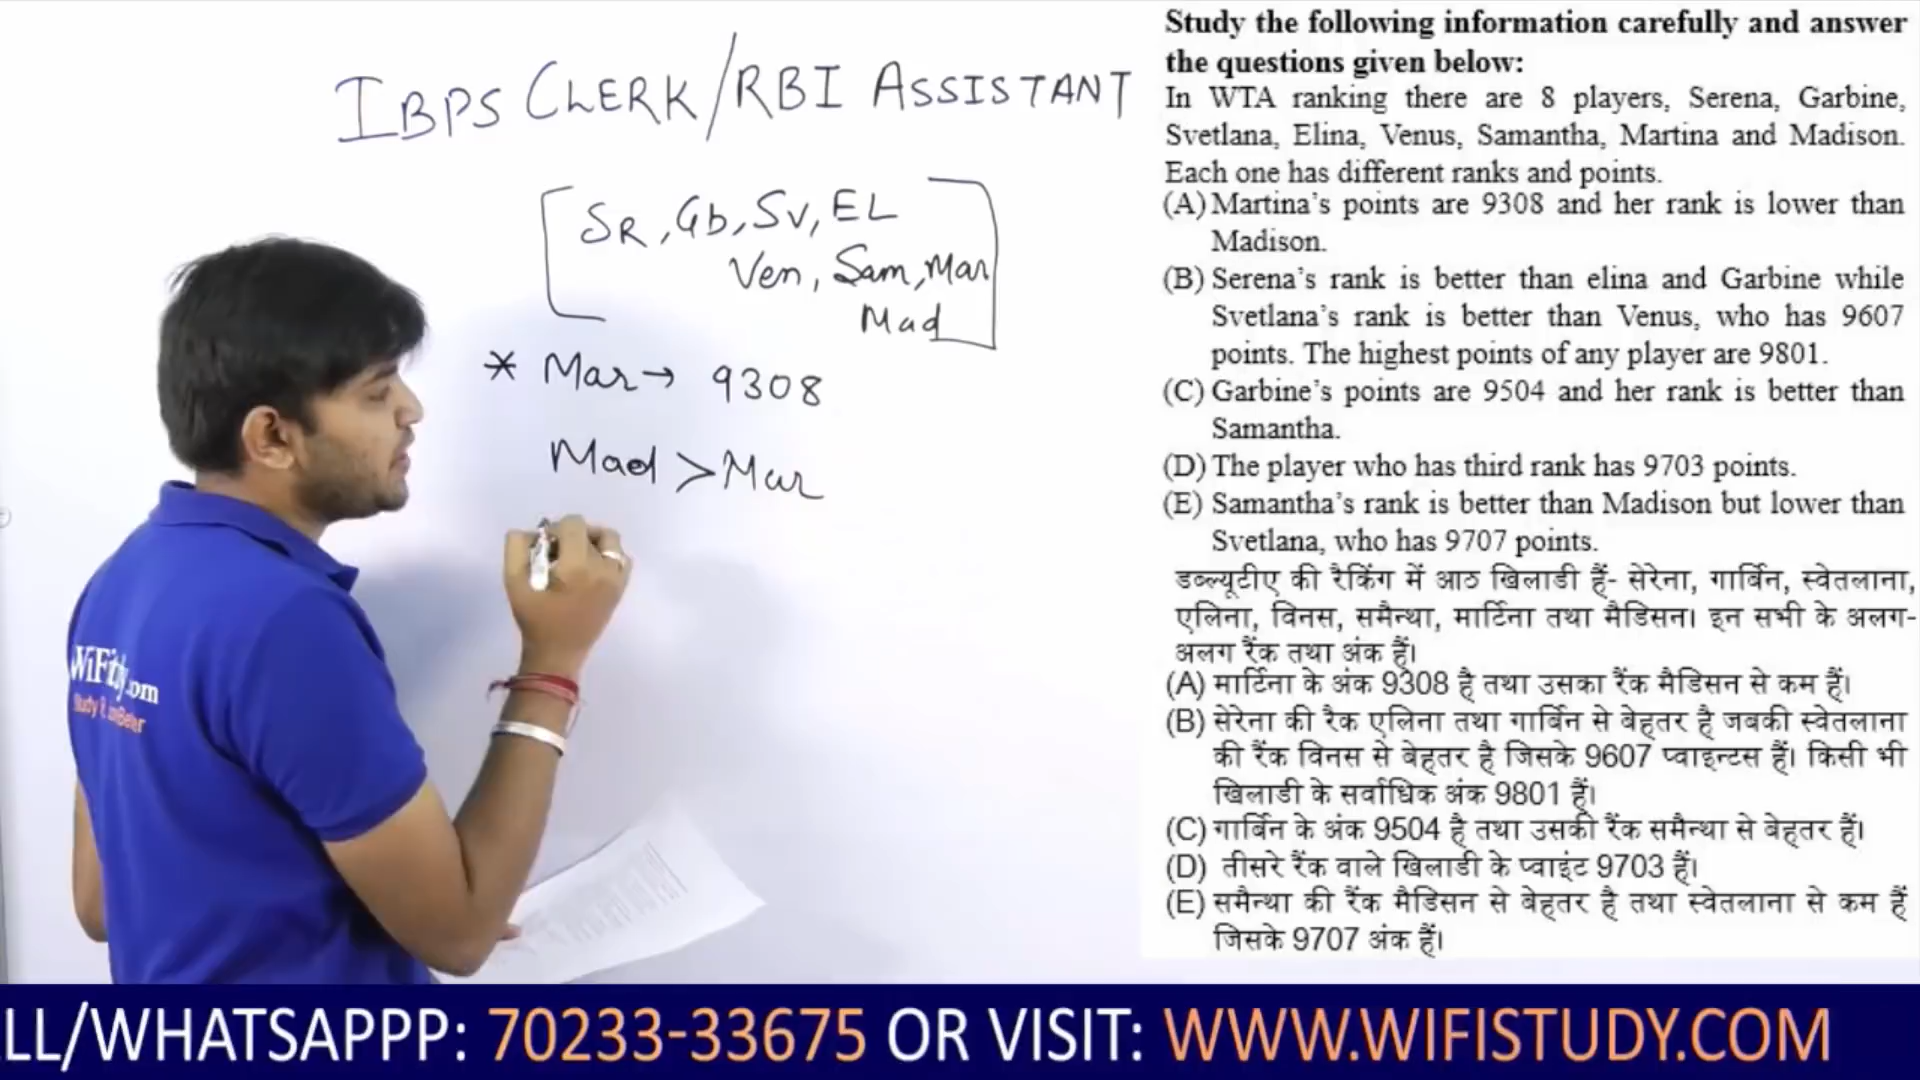 IBPS CLERK/RBI ASSISTANT
SR, Gb, SV, EL
Ven, Sam, Mar
Mad
* Mar → 9308
Mad > Mar
WiFi
.com
Study
Study the following information carefully and answer
the questions given below:
In WTA ranking there are 8 players, Serena, Garbine,
Svetlana, Elina, Venus, Samantha, Martina and Madison.
Each one has different ranks and points.
(A) Martina's points are 9308 and her rank is lower than
Madison.
(B) Serena's rank is better than elina and Garbine while
Svetlana's rank is better than Venus, who has 9607
points. The highest points of any player are 9801.
(C) Garbine's points are 9504 and her rank is better than
Samantha.
(D) The player who has third rank has 9703 points.
(E) Samantha's rank is better than Madison but lower than
Svetlana, who has 9707 points.
डब्ल्यूटीए की रैकिंग में आठ खिलाडी हैं- सेरेना, गार्बिन, स्वेतलाना,
एलिना, विनस, समैन्था, मार्टिना तथा मैडिसन। इन सभी के अलग-
अलग रैंक तथा अंक हैं।
(A) मार्टिना के अंक 9308 है तथा उसका रैंक मैडिसन से कम हैं।
(B) सेरेना की रैक एलिना तथा गार्बिन से बेहतर है जबकी स्वेतलाना
की रैंक विनस से बेहतर है जिसके 9607 प्वाइन्टस हैं। किसी भी
खिलाडी के सर्वाधिक अंक 9801 हैं।
(C) गार्बिन के अंक 9504 है तथा उसकी रैंक समैन्था से बेहतर हैं।
(D) तीसरे रैंक वाले खिलाडी के प्वाइंट 9703 हैं।
(E) समैन्था की रैंक मैडिसन से बेहतर है तथा स्वेतलाना से कम हैं
जिसके 9707 अंक हैं।
LL/WHATSAPPP: 70233-33675 OR VISIT: WWW.WIFISTUDY.COM